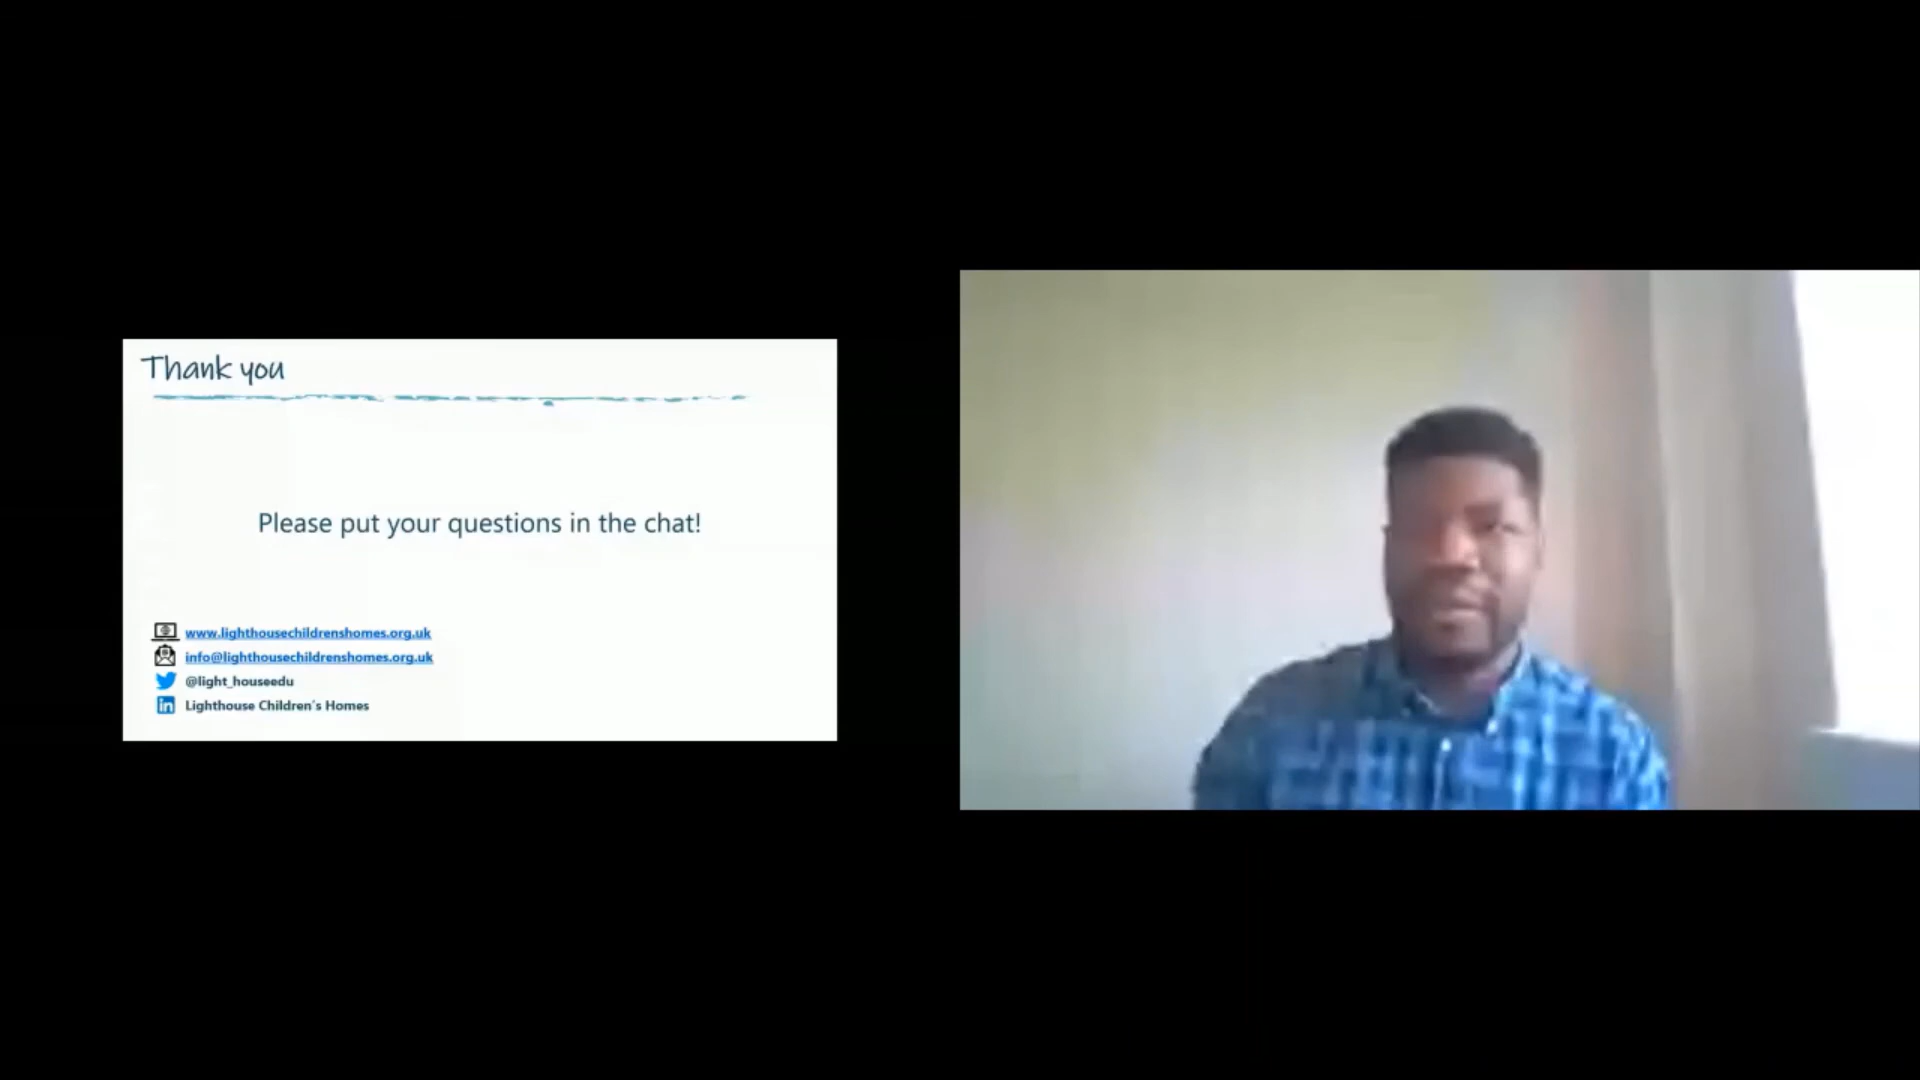 Thank you
Please put your questions in the chat!
www.lighthousechildrenshomes.org.uk
info@lighthousechildrenshomes.org.uk
@light_houseedu
Lighthouse Children's Homes